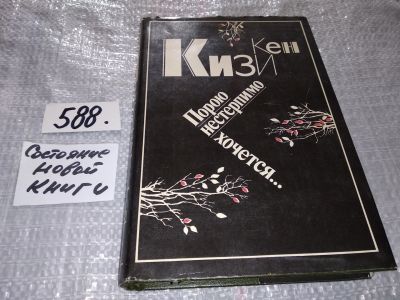 588.
Состояние
новой
книги
Кен
Кизи
Порою
нестерпимо
хочется...